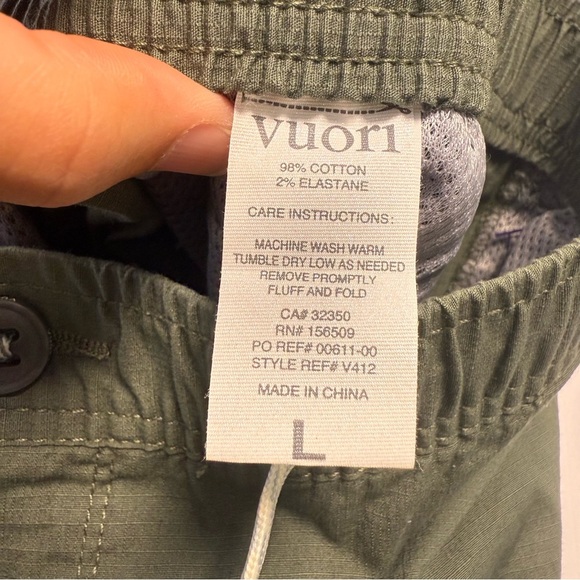 vuori
98% COTTON
2% ELASTANE
CARE INSTRUCTIONS:
MACHINE WASH WARM
TUMBLE DRY LOW AS NEEDED
REMOVE PROMPTLY
FLUFF AND FOLD
CA# 32350
RN# 156509
PO REF# 00611-00
STYLE REF# V412
MADE IN CHINA
L